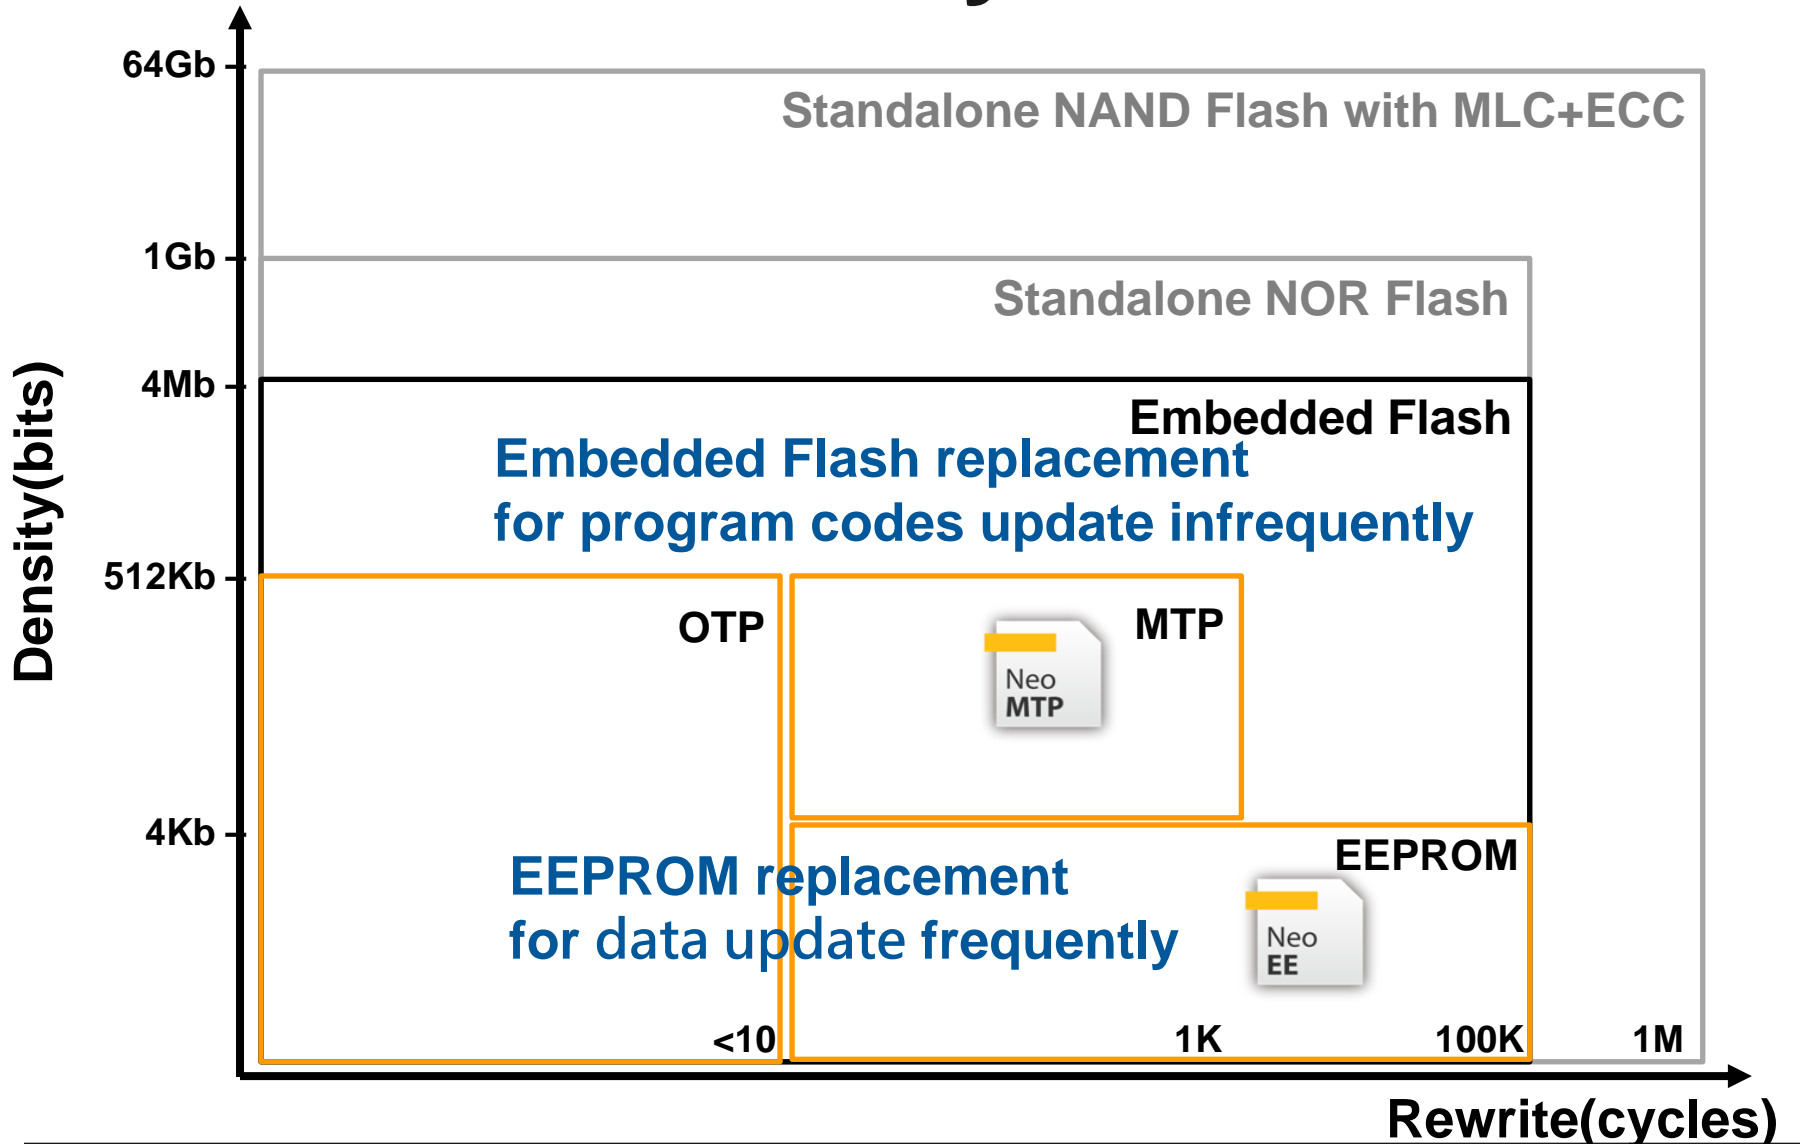 64Gb
Standalone NAND Flash with MLC+ECC
1Gb
Standalone NOR Flash
4Mb
Embedded Flash
Embedded Flash replacement
for program codes update infrequently
Density(bits)
512Kb
OTP
MTP
Neo
MTP
4Kb
EEPROM
EEPROM replacement
for data update frequently
Neo
EE
<10
1K
100K
1M
Rewrite(cycles)